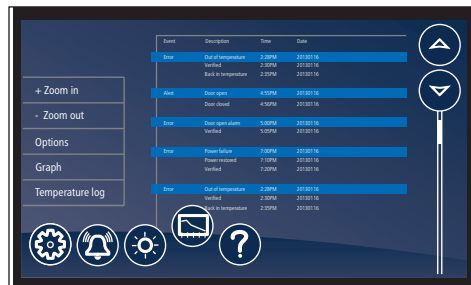 Event Description Time Date
Error Out of temperature 2:28PM 20130116
Verified 2:30PM 20130116
Back in temperature 2:35PM 20130116
Alert Door open 4:55PM 20130116
Door closed 4:56PM 20130116
Error Door open alarm 5:00PM 20130116
Verified 5:05PM 20130116
Error Power failure 7:00PM 20130116
Power restored 7:10PM 20130116
Verified 7:20PM 20130116
Error Out of temperature 2:28PM 20130116
Verified 2:30PM 20130116
Back in temperature 2:35PM 20130116
+ Zoom in
- Zoom out
Options
Graph
Temperature log
?